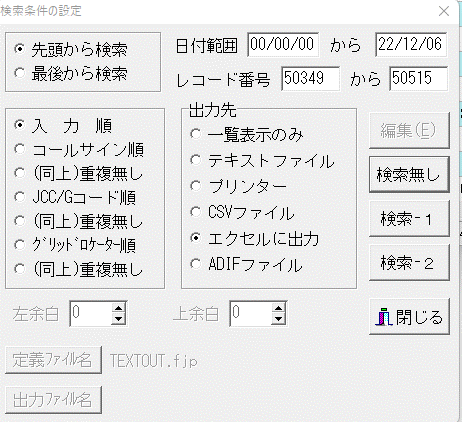 検索条件の設定
先頭から検索
最後から検索
日付範囲 00/00/00 から 22/12/06
レコード番号 50349 から 50515
入 力 順
コールサイン順
(同上)重複無し
JCC/Gコード順
(同上)重複無し
ｸﾞﾘｯﾄﾞﾛｹｰﾀｰ順
(同上)重複無し
出力先
一覧表示のみ
テキストファイル
プリンター
CSVファイル
エクセルに出力
ADIFファイル
編集(E)
検索無し
検索-1
検索-2
左余白 0
上余白 0
閉じる
定義ﾌｧｲﾙ名 TEXTOUT.fjp
出力ﾌｧｲﾙ名